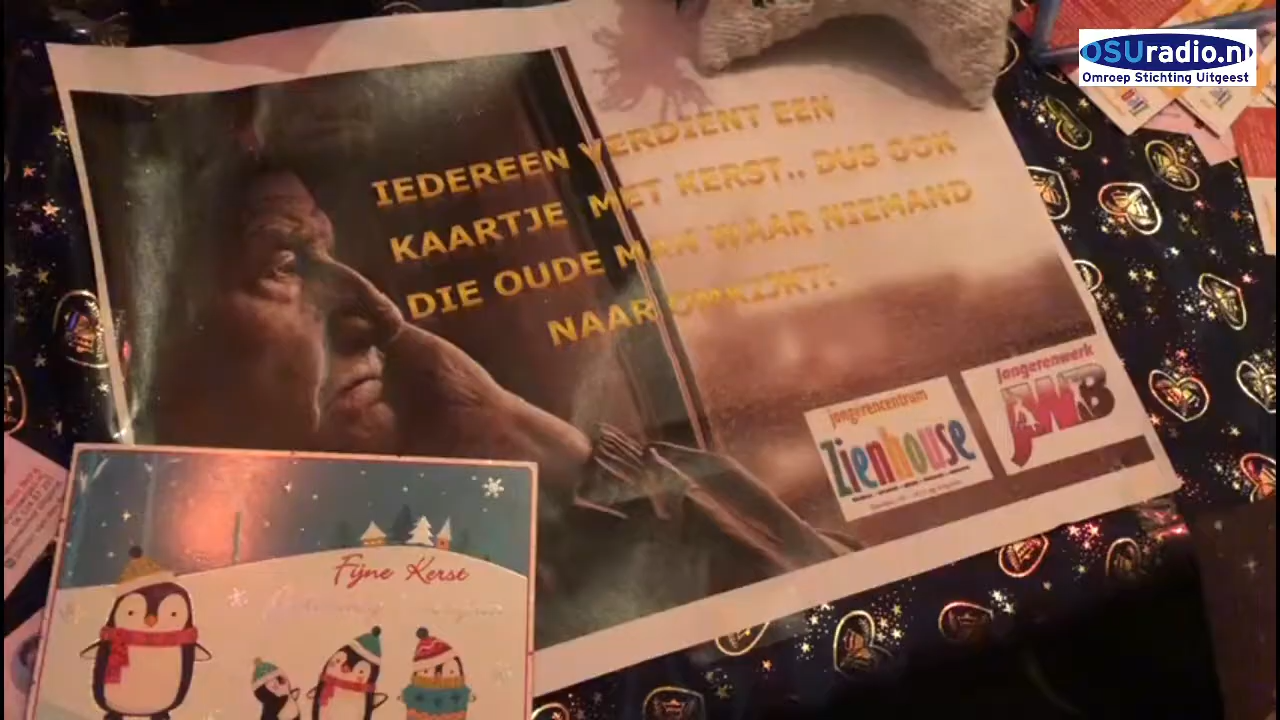 OSUradio.nl
Omroep Stichting Uitgeest
IEDEREEN VERDIENT EEN
KAARTJE MET KERST.. DUS OOK
DIE OUDE MAN WAAR NIEMAND
NAAR OMKIJKT!
jongerencentrum
Zienhouse
jongerenwerk
JWB
Fijne Kerst